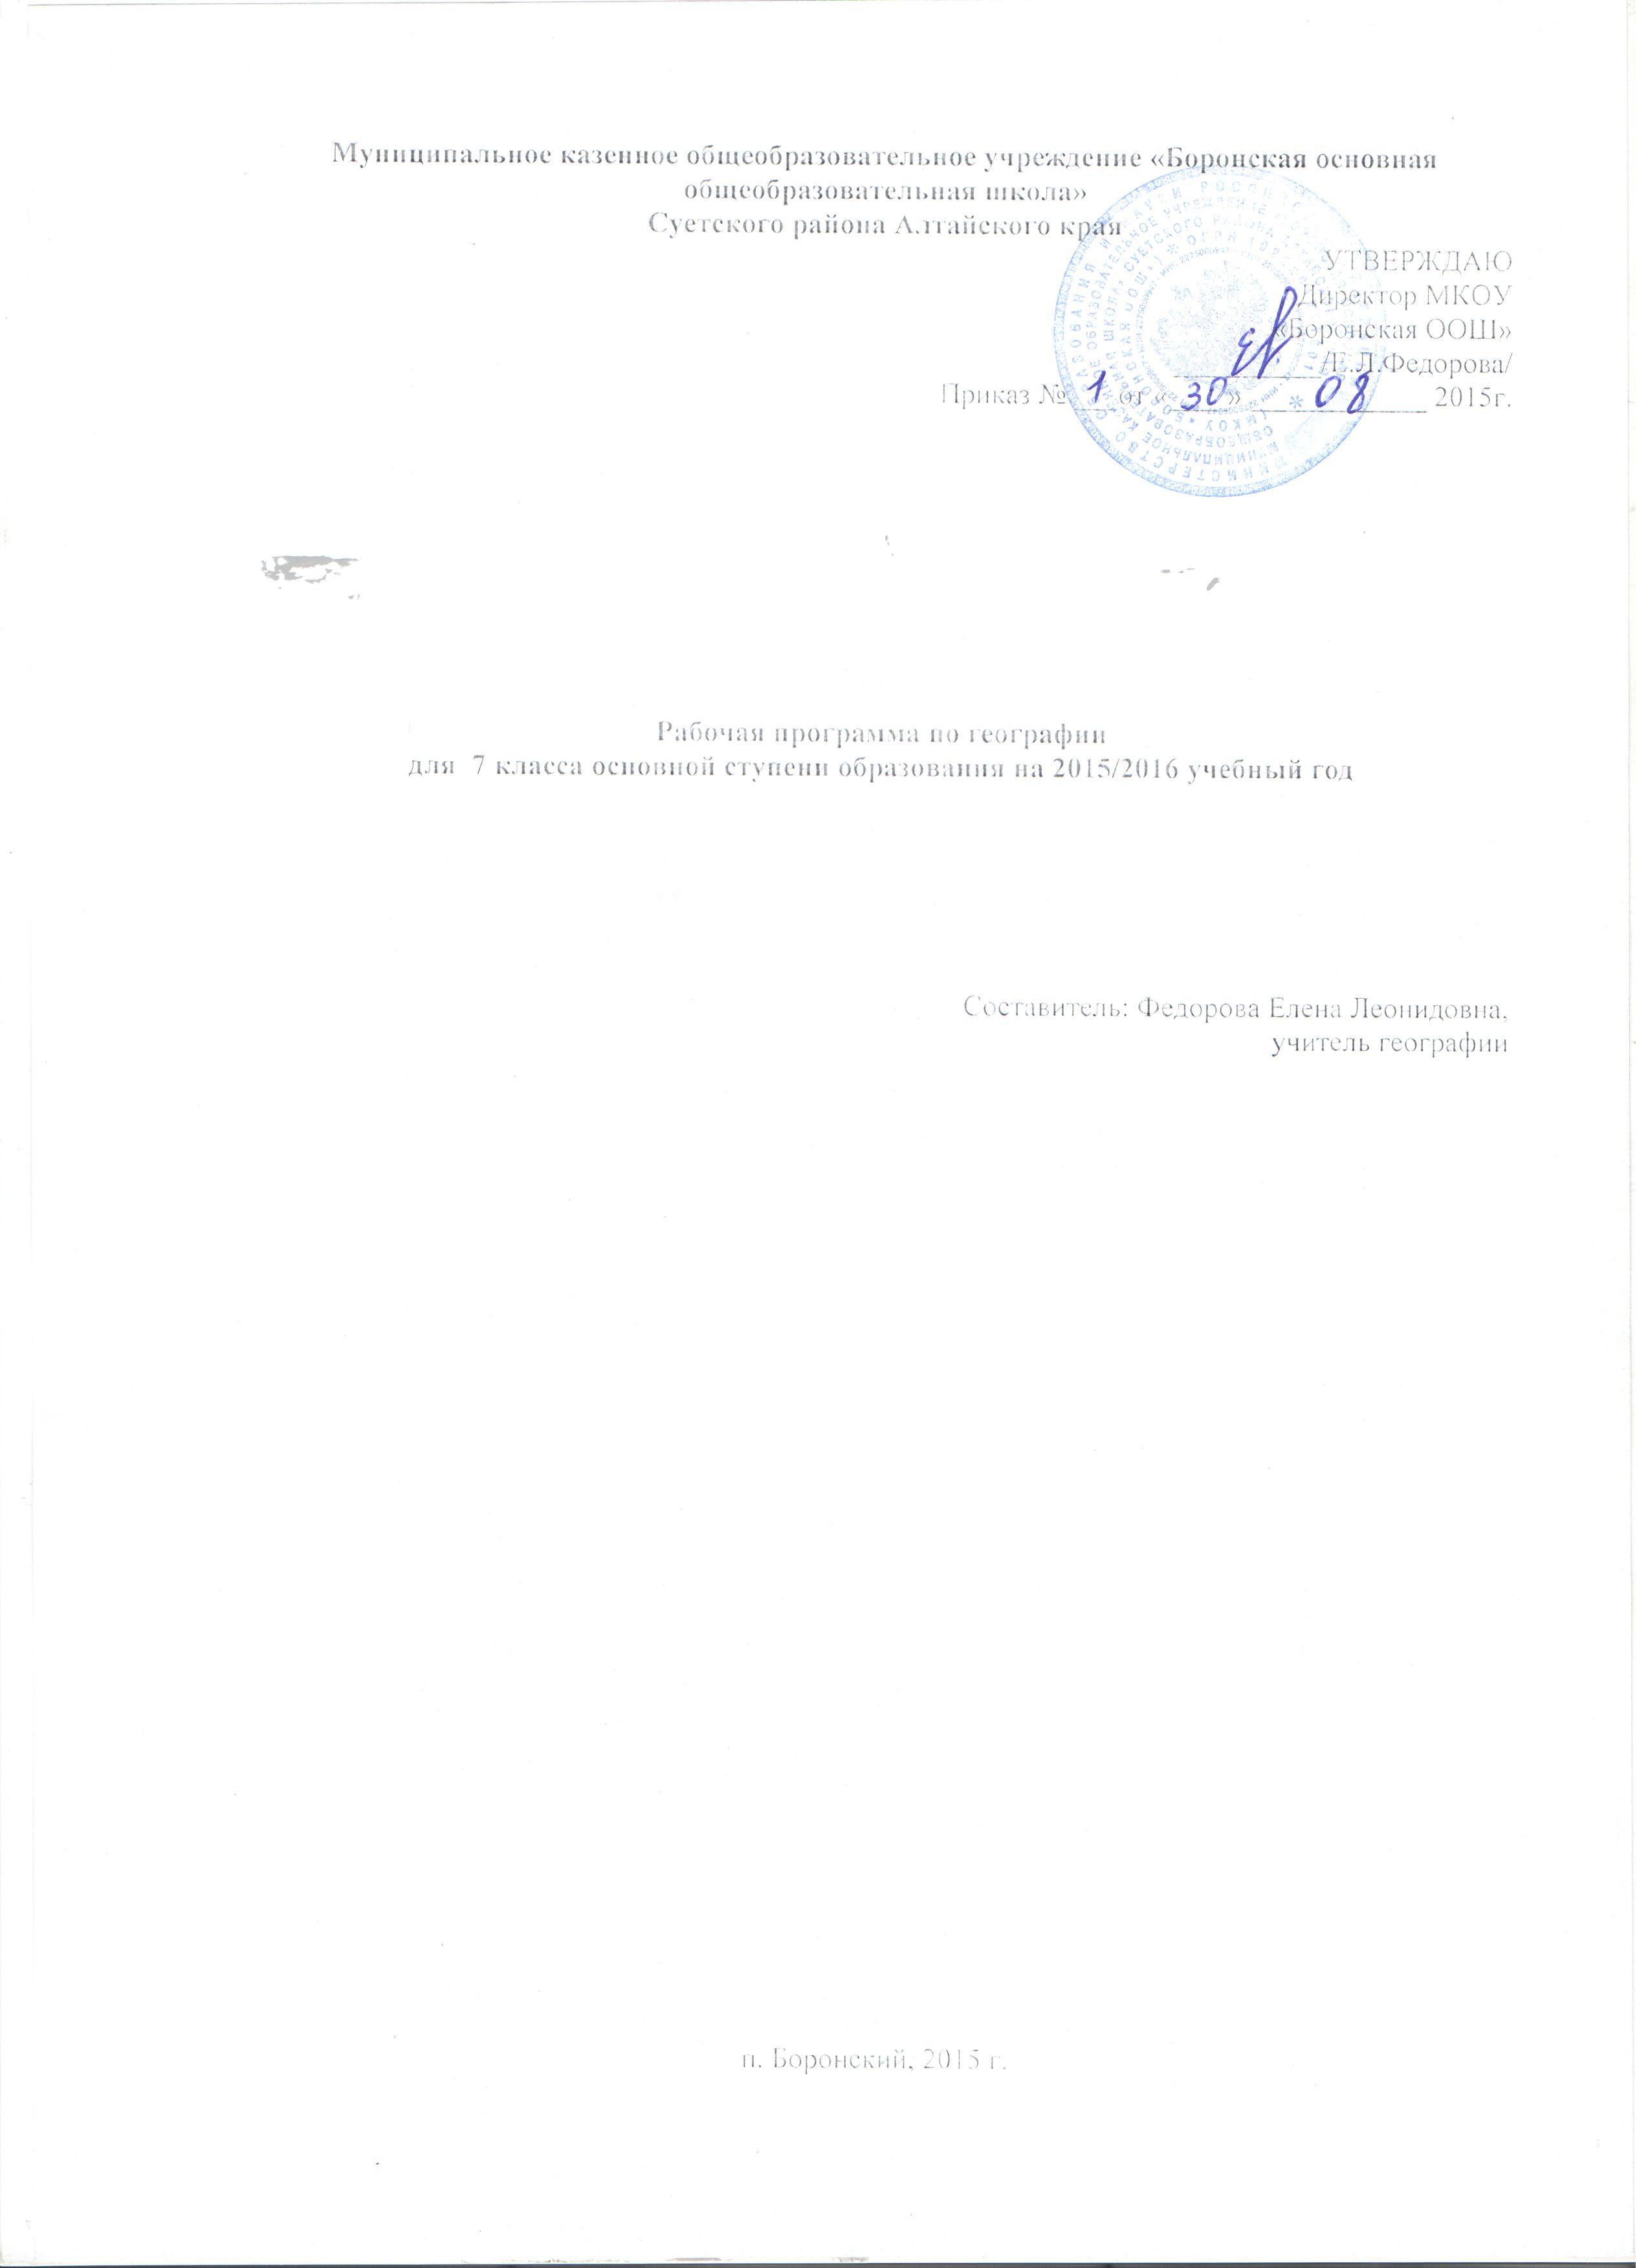 Муниципальное казенное общеобразовательное учреждение «Боронская основная
общеобразовательная школа»
Суетского района Алтайского края
УТВЕРЖДАЮ
Директор МКОУ
«Боронская ООШ»
/Е.Л.Федорова/
Приказ № 1 от « 30 » 08 2015г.
Рабочая программа по географии
для 7 класса основной ступени образования на 2015/2016 учебный год
Составитель: Федорова Елена Леонидовна,
учитель географии
п. Боронский, 2015 г.